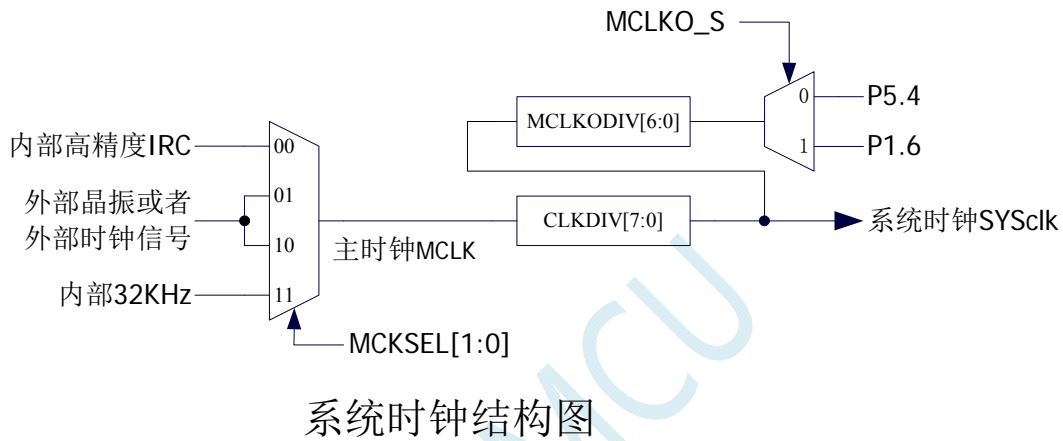 MCLKO_S
0
P5.4
MCLKODIV[6:0]
1
P1.6
内部高精度IRC
00
外部晶振或者
外部时钟信号
01
10
主时钟MCLK
CLKDIV[7:0]
系统时钟SYSclk
内部32KHz
11
MCKSEL[1:0]
MCU
系统时钟结构图